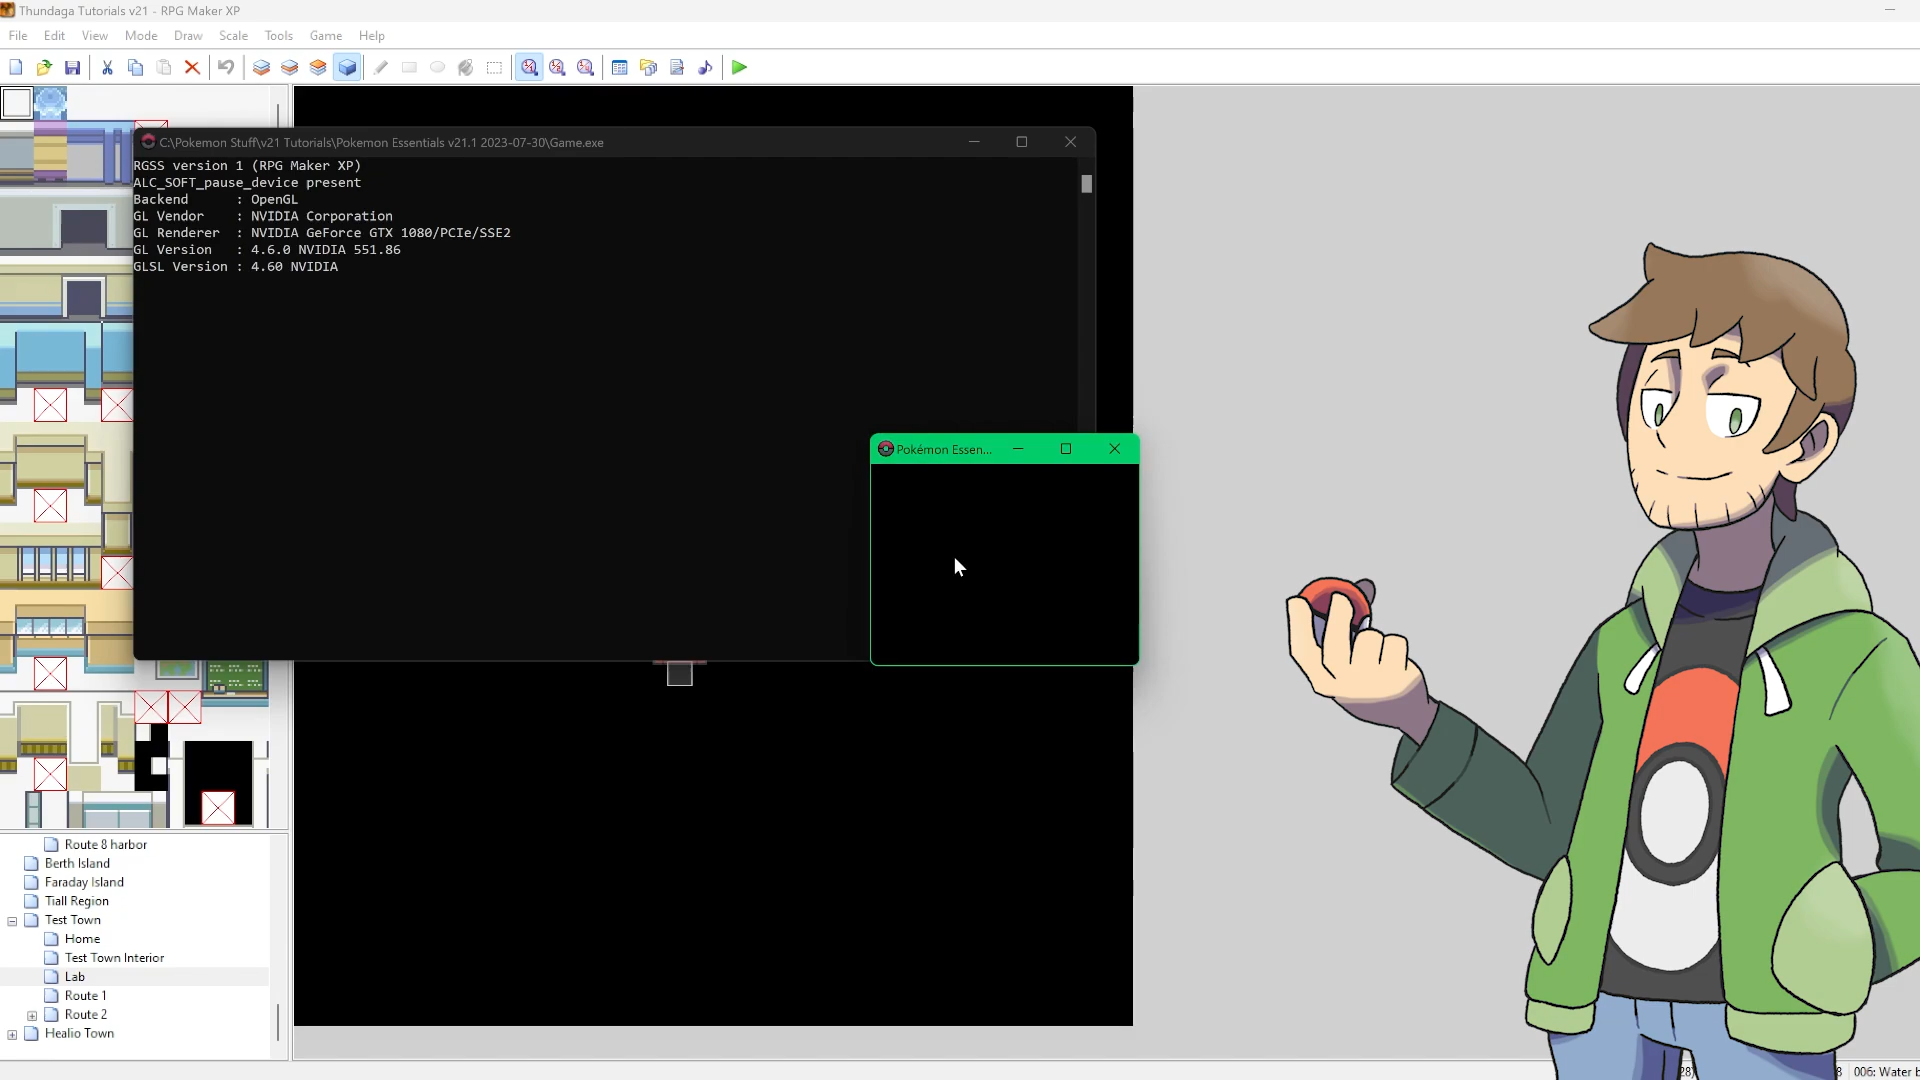 Thundaga Tutorials v21 - RPG Maker XP
File Edit View Mode Draw Scale Tools Game Help
C:\Pokemon Stuff\v21 Tutorials\Pokemon Essentials v21.1 2023-07-30\Game.exe
RGSS version 1 (RPG Maker XP)
ALC_SOFT_pause_device present
Backend : OpenGL
GL Vendor : NVIDIA Corporation
GL Renderer : NVIDIA GeForce GTX 1080/PCIe/SSE2
GL Version : 4.6.0 NVIDIA 551.86
GLSL Version : 4.60 NVIDIA
Pokémon Essen...
Route 8 harbor
Berth Island
Faraday Island
Tiall Region
Test Town
Home
Test Town Interior
Lab
Route 1
Route 2
Healio Town
28)
8 006: Water b